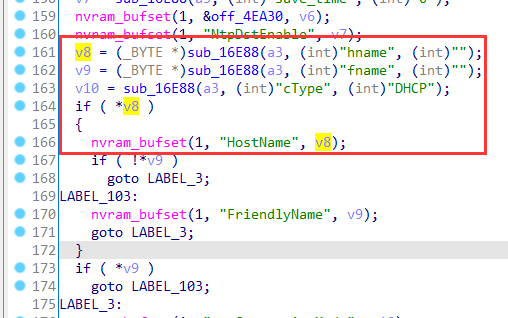 159 nvram_bufset(1, &off_4EA30, v6);
160 nvram_bufset(1, "NtpDstEnable", v7);
161 v8 = (_BYTE *)sub_16E88(a3, (int)"hname", (int)"");
162 v9 = (_BYTE *)sub_16E88(a3, (int)"fname", (int)"");
163 v10 = sub_16E88(a3, (int)"cType", (int)"DHCP");
164 if ( *v8 )
165 {
166 nvram_bufset(1, "HostName", v8);
167 if ( !*v9 )
168 goto LABEL_3;
169 LABEL_103:
170 nvram_bufset(1, "FriendlyName", v9);
171 goto LABEL_3;
172 }
173 if ( *v9 )
174 goto LABEL_103;
175 LABEL_3: